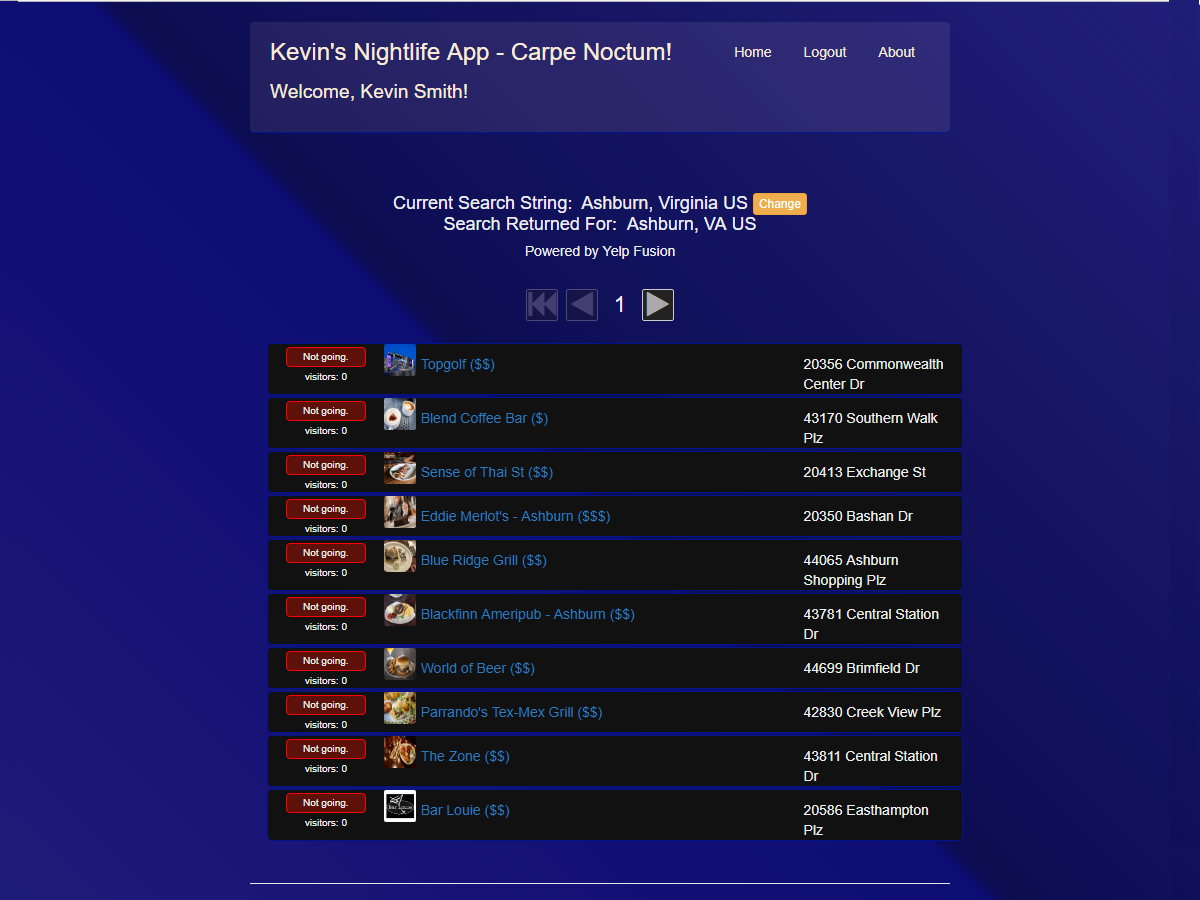 Kevin's Nightlife App - Carpe Noctum!
Home Logout About
Welcome, Kevin Smith!
Current Search String: Ashburn, Virginia US Change
Search Returned For: Ashburn, VA US
Powered by Yelp Fusion
1
Not going.
visitors: 0
Topgolf ($$)
20356 Commonwealth
Center Dr
Not going.
visitors: 0
Blend Coffee Bar ($)
43170 Southern Walk
Plz
Not going.
visitors: 0
Sense of Thai St ($$)
20413 Exchange St
Not going.
visitors: 0
Eddie Merlot's - Ashburn ($$$)
20350 Bashan Dr
Not going.
visitors: 0
Blue Ridge Grill ($$)
44065 Ashburn
Shopping Plz
Not going.
visitors: 0
Blackfinn Ameripub - Ashburn ($$)
43781 Central Station
Dr
Not going.
visitors: 0
World of Beer ($$)
44699 Brimfield Dr
Not going.
visitors: 0
Parrando's Tex-Mex Grill ($$)
42830 Creek View Plz
Not going.
visitors: 0
The Zone ($$)
43811 Central Station
Dr
Not going.
visitors: 0
Bar Louie
Bar Louie ($$)
20586 Easthampton
Plz